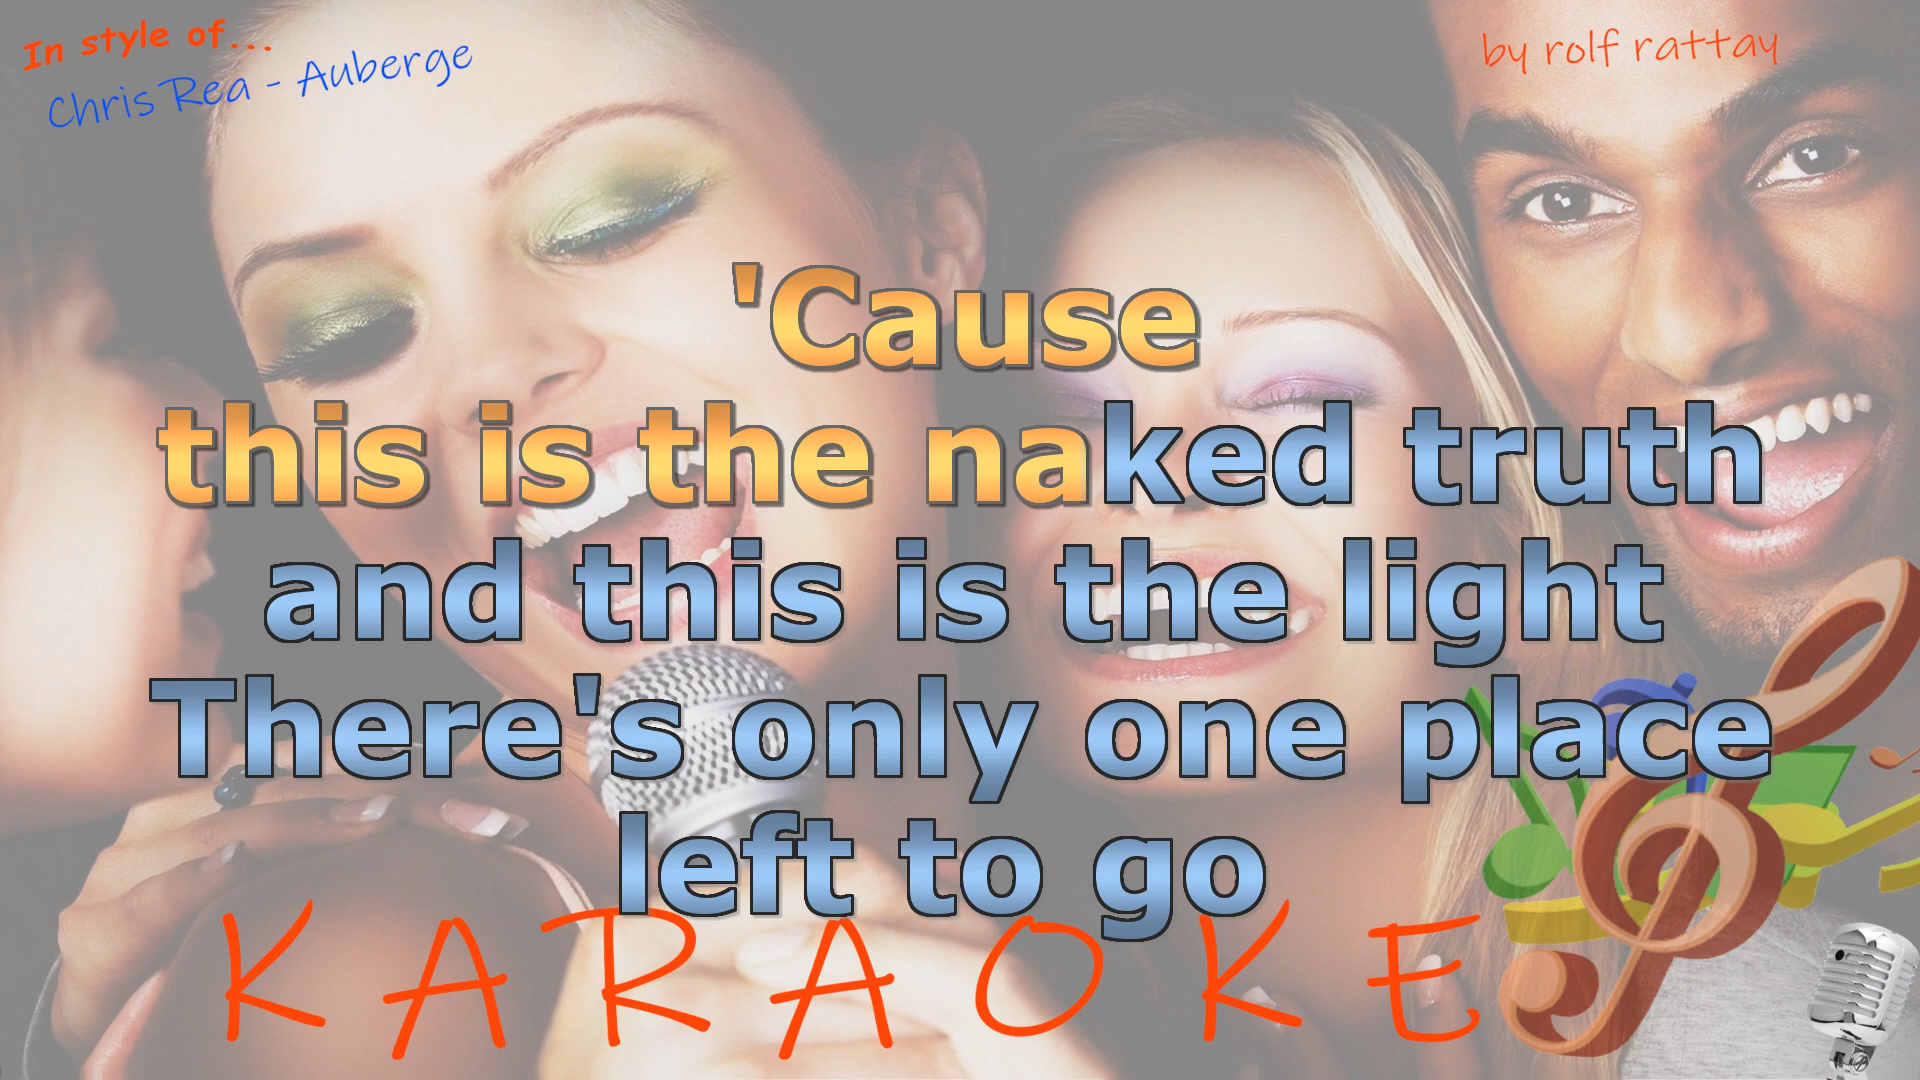 In style of...
Chris Rea - Auberge
by rolf rattay
'Cause
this is the naked truth
and this is the light
There's only one place
left to go
KARAOKE